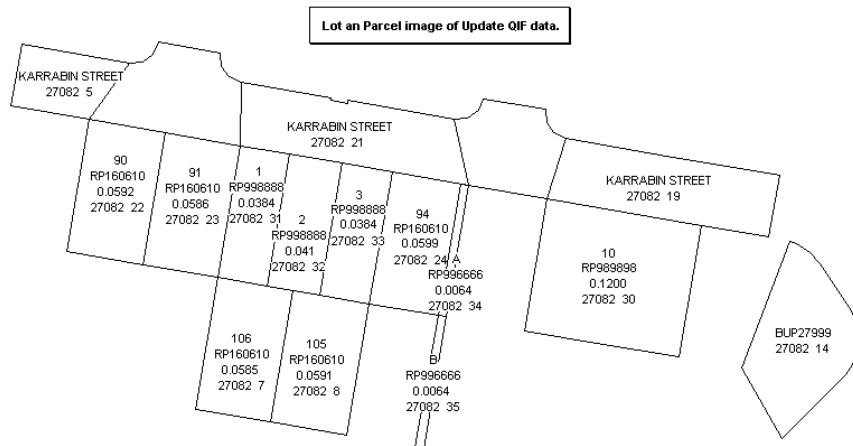 Lot an Parcel image of Update QIF data.
KARRABIN STREET
27082 5
KARRABIN STREET
27082 21
KARRABIN STREET
27082 19
90
RP160610
0.0592
27082 22
91
RP160610
0.0586
27082 23
1
RP998888
0.0384
27082 31
2
RP998888
0.041
27082 32
3
RP998888
0.0384
27082 33
94
RP160610
0.0599
27082 24
A
RP996666
0.0064
27082 34
10
RP989898
0.1200
27082 30
BUP27999
27082 14
106
RP160610
0.0585
27082 7
105
RP160610
0.0591
27082 8
B
RP996666
0.0064
27082 35